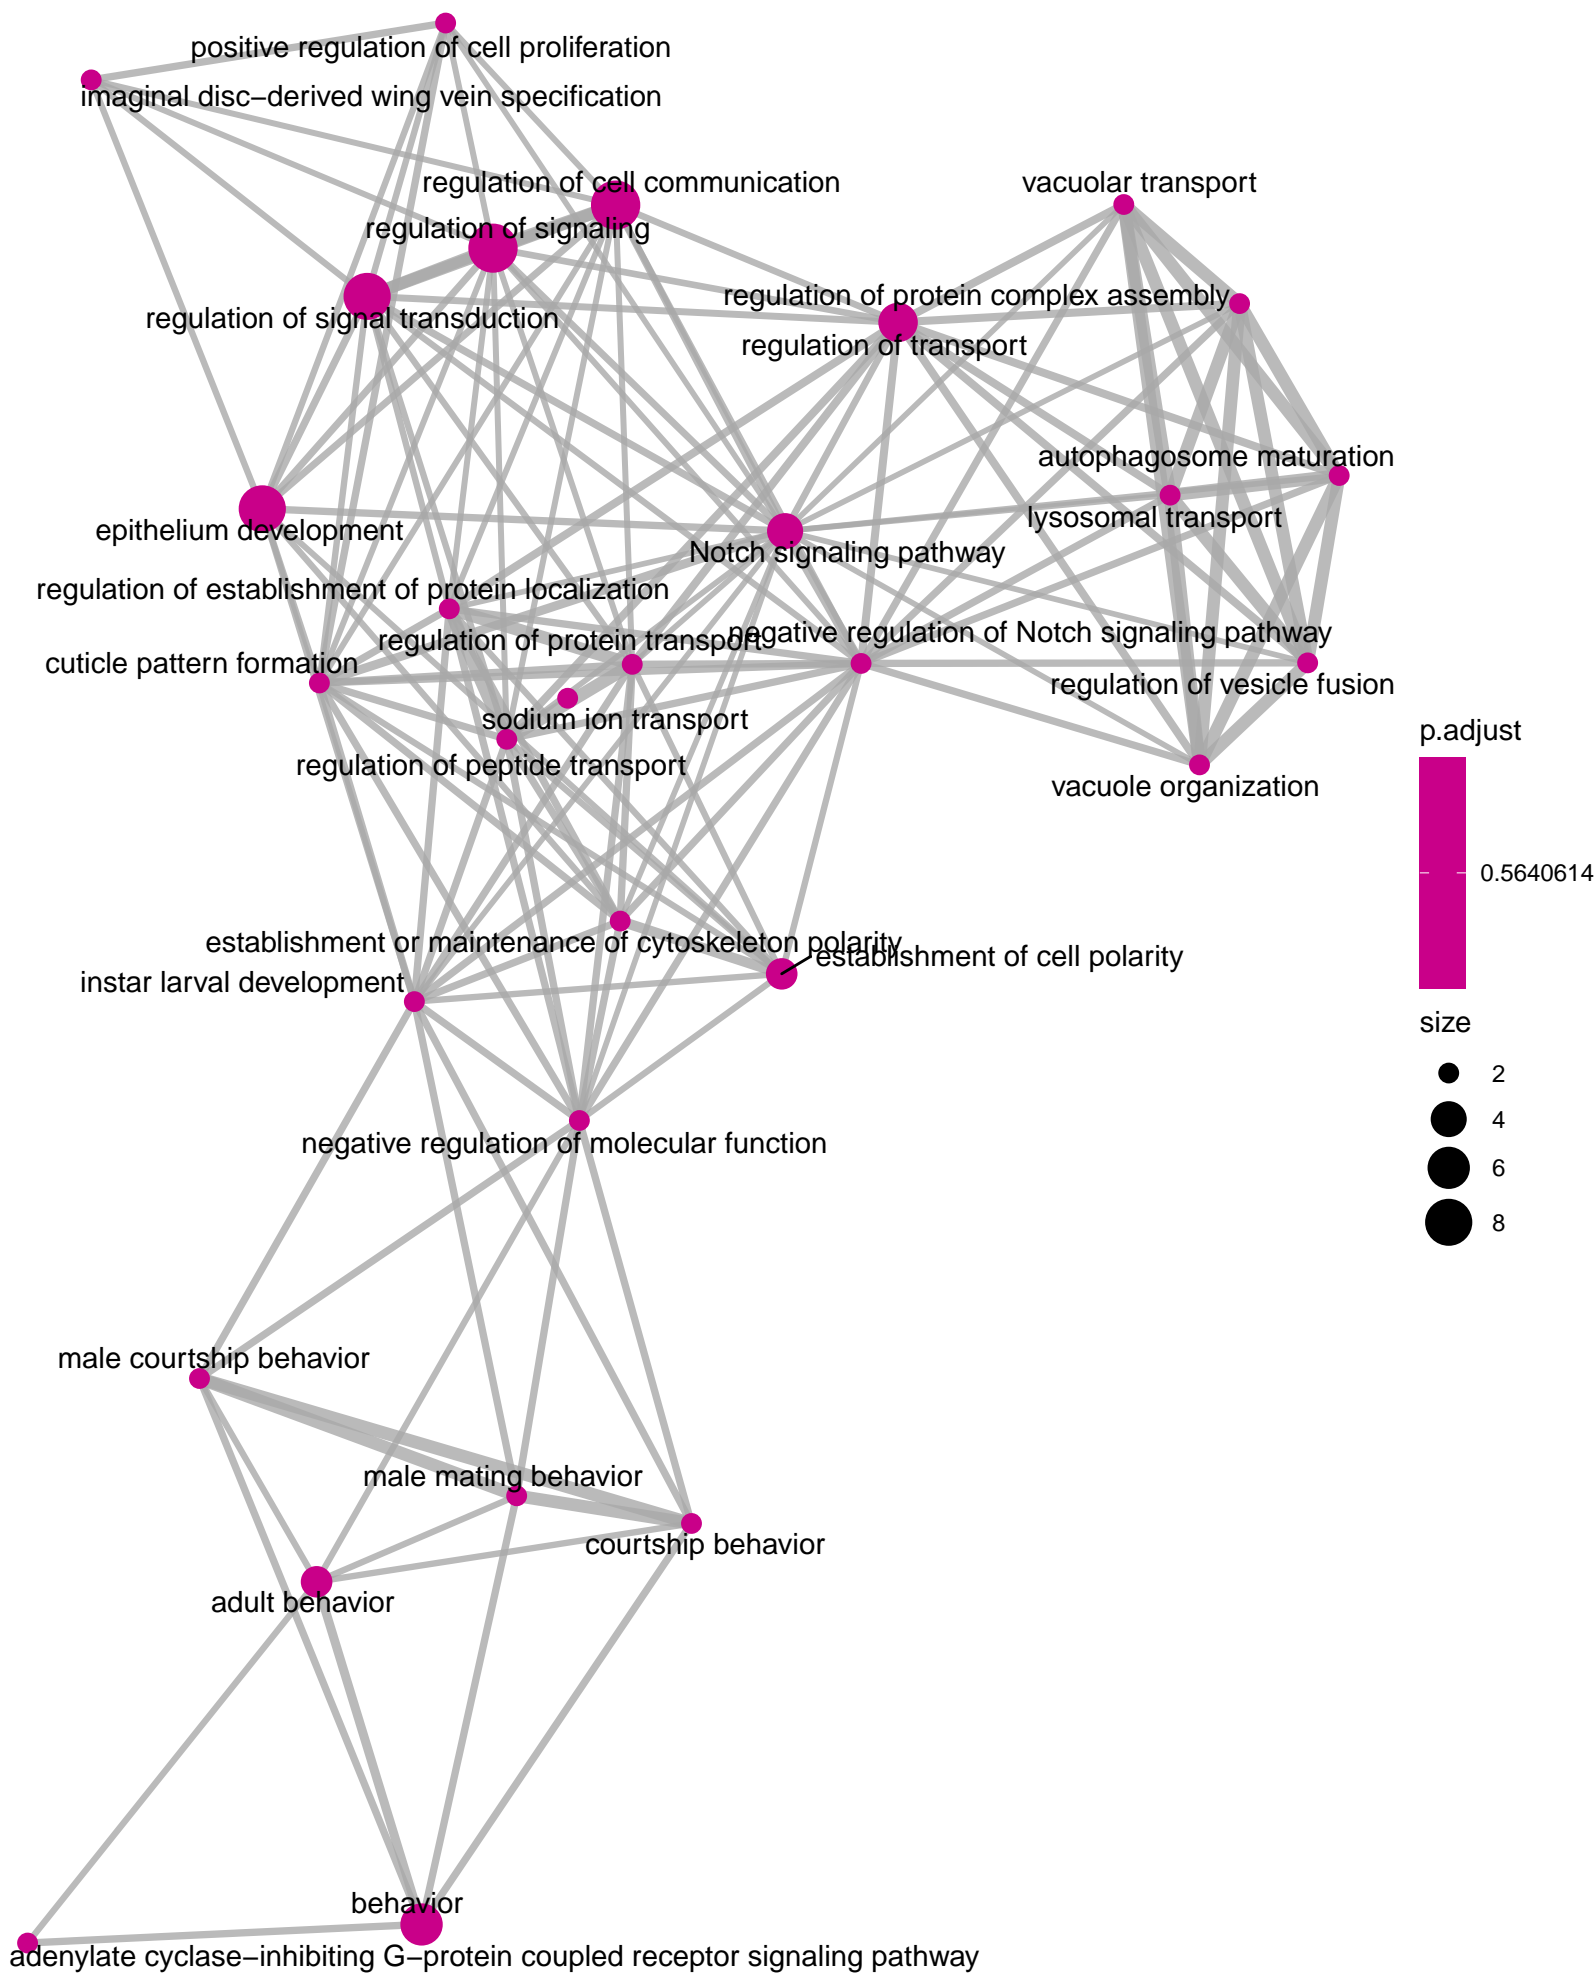 positive regulation of cell proliferation
imaginal disc−derived wing vein specification
regulation of cell communication
vacuolar transport
regulation of signaling
regulation of protein complex assembly
regulation of signal transduction
regulation of transport
autophagosome maturation
lysosomal transport
epithelium development
Notch signaling pathway
regulation of establishment of protein localization
regulation of protein transport
negative regulation of Notch signaling pathway
cuticle pattern formation
regulation of vesicle fusion
sodium ion transport
regulation of peptide transport
vacuole organization
p.adjust
0.5640614
establishment or maintenance of cytoskeleton polarity
establishment of cell polarity
instar larval development
size
2
4
6
8
negative regulation of molecular function
male courtship behavior
male mating behavior
courtship behavior
adult behavior
behavior
adenylate cyclase−inhibiting G−protein coupled receptor signaling pathway